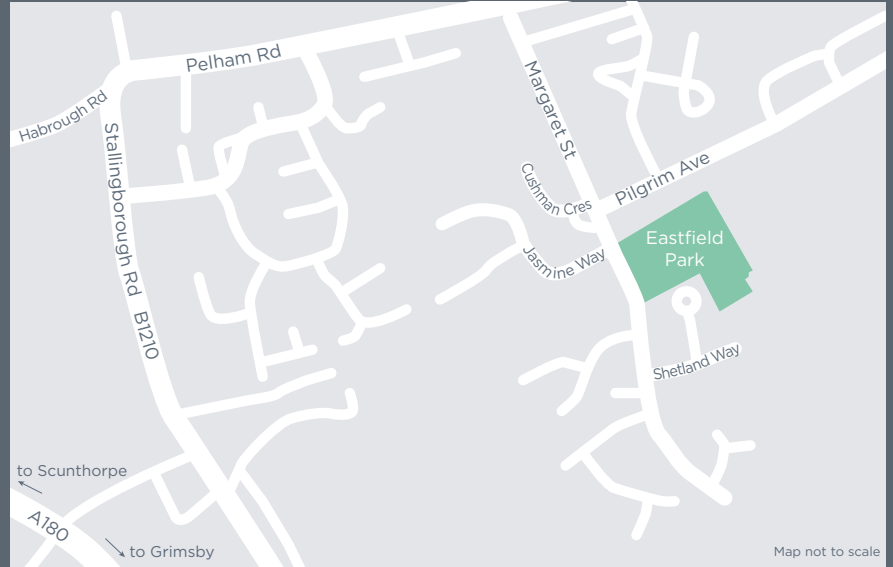 Pelham Rd
Habrough Rd
Stallingborough Rd B1210
Margaret St
Pilgrim Ave
Cushman Cres
Jasmine Way
Eastfield
Park
Shetland Way
to Scunthorpe
A180
to Grimsby
Map not to scale